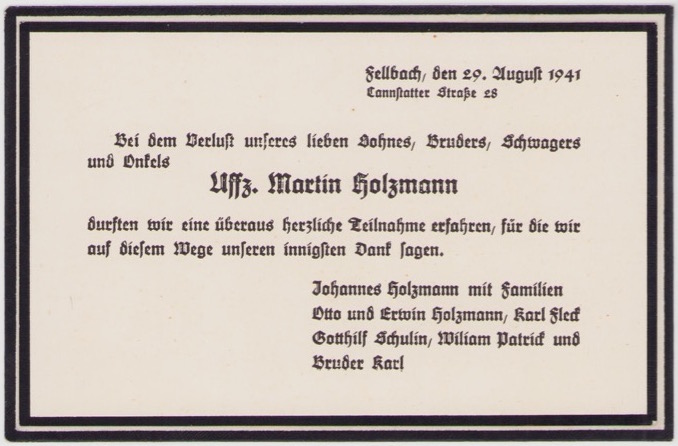 Fellbach, den 29. August 1941
Cannstatter Straße 28
Bei dem Verlust unseres lieben Sohnes, Bruders, Schwagers
und Onkels
Uffz. Martin Holzmann
durften wir eine überaus herzliche Teilnahme erfahren, für die wir
auf diesem Wege unseren innigsten Dank sagen.
Johannes Holzmann mit Familien
Otto und Erwin Holzmann, Karl Fleck
Gotthilf Schulin, Wiliam Patrick und
Bruder Karl